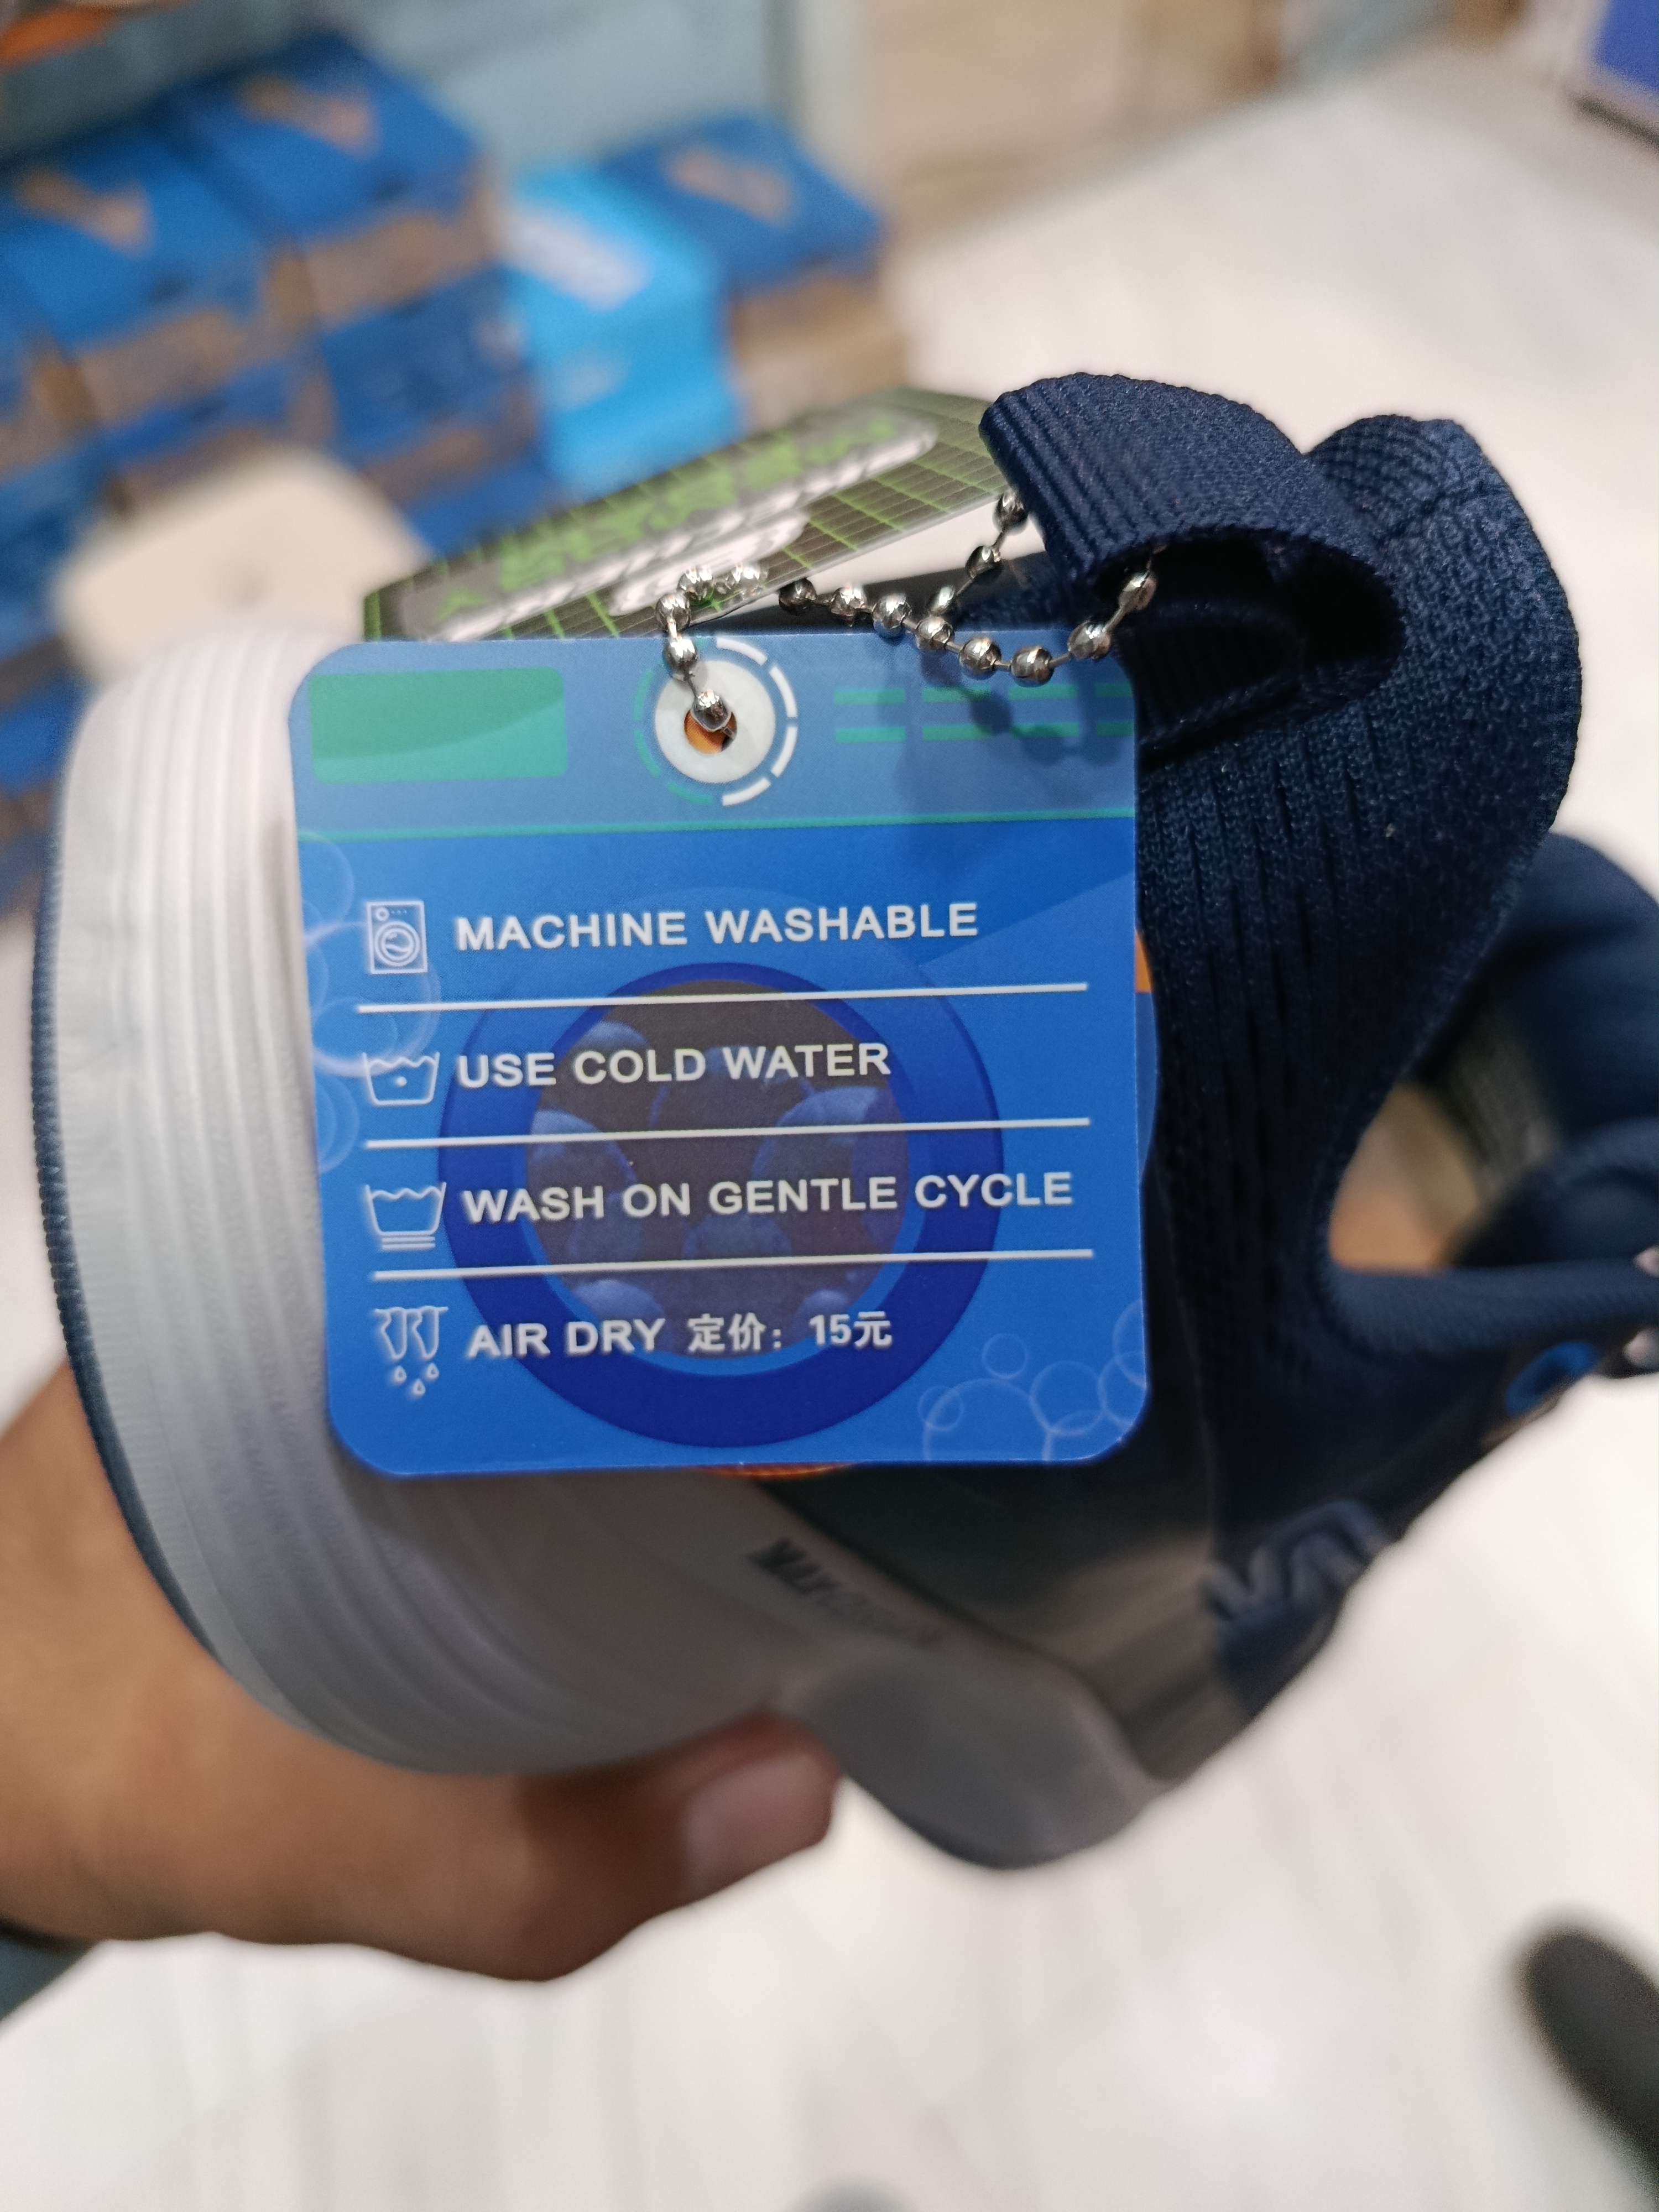 MACHINE WASHABLE
USE COLD WATER
WASH ON GENTLE CYCLE
AIR DRY 定价：15元